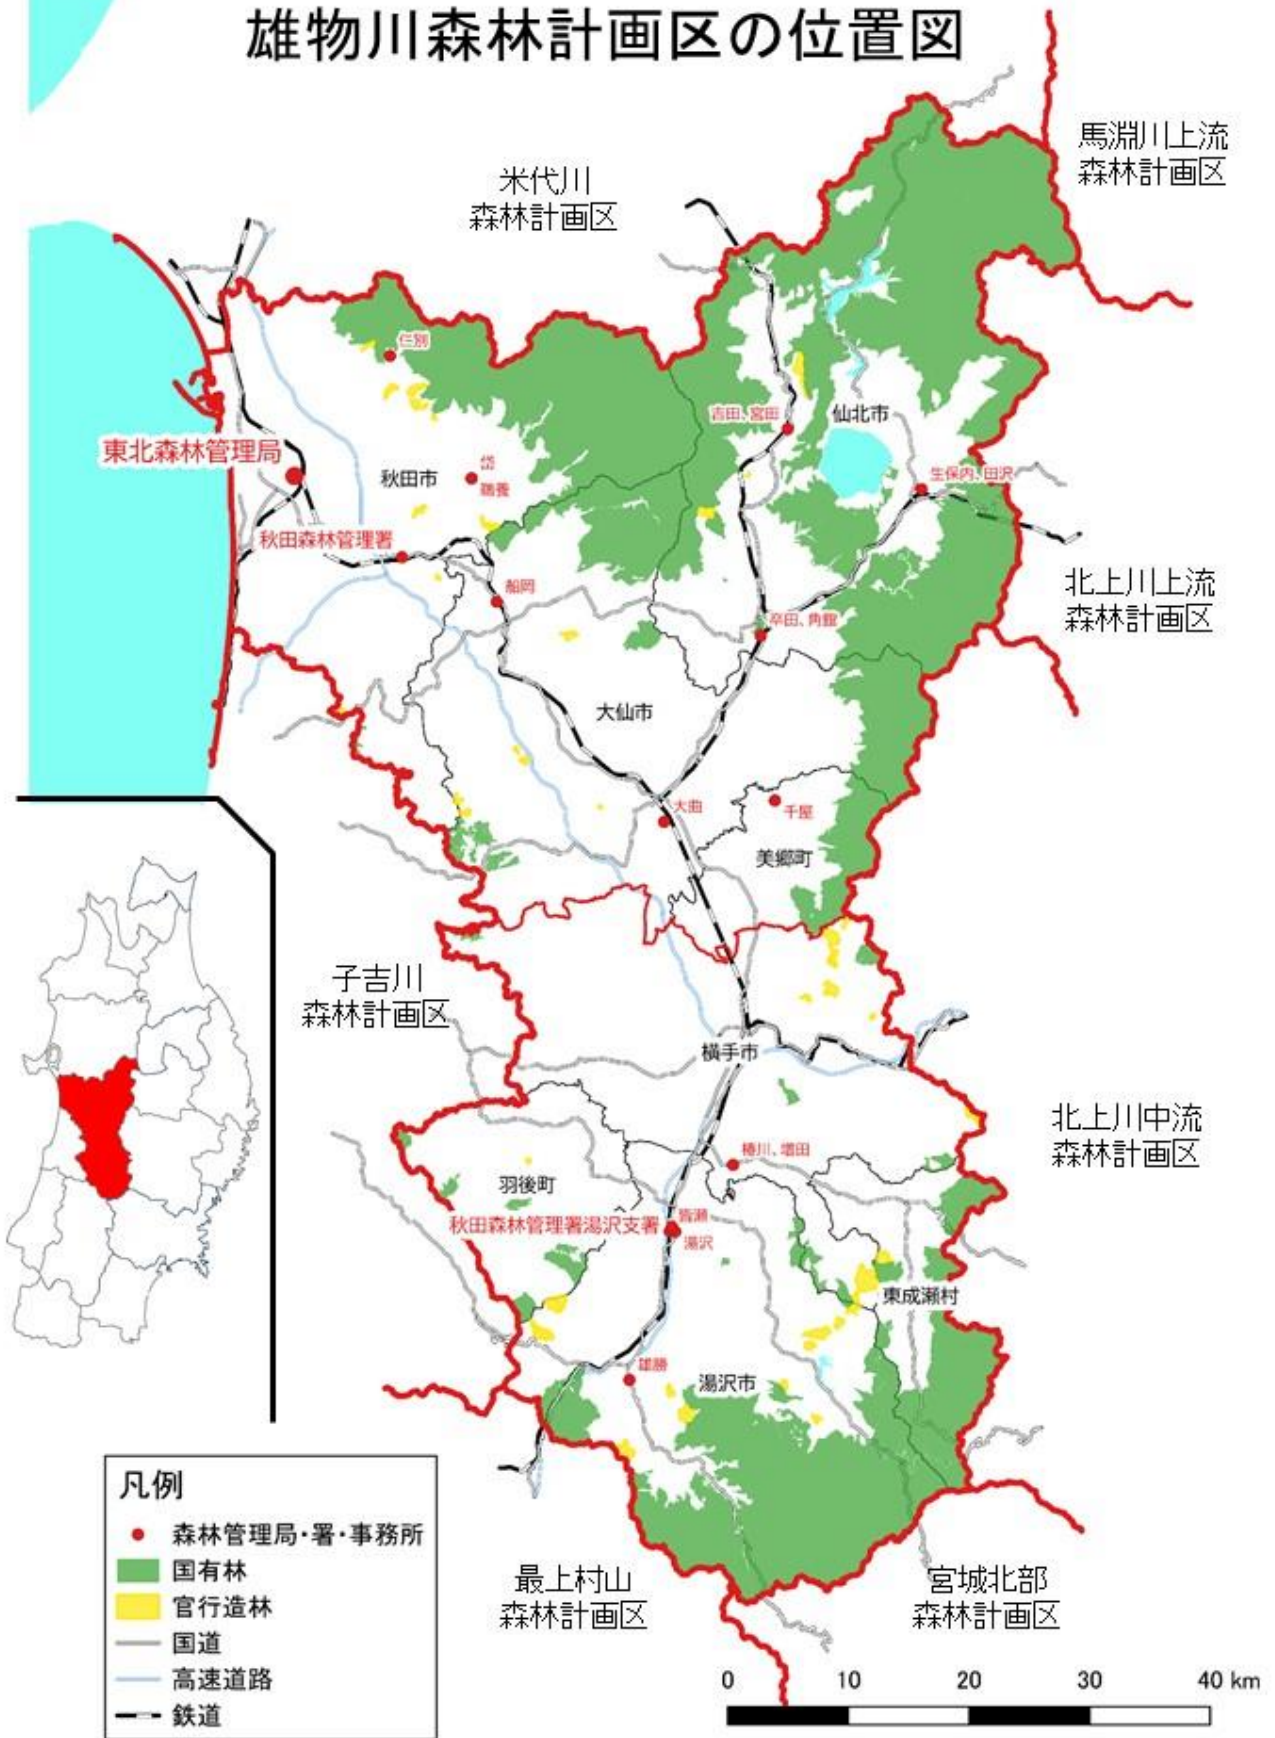 雄物川森林計画区の位置図
馬淵川上流
森林計画区
米代川
森林計画区
仁別
吉田、宮田
仙北市
東北森林管理局
秋田市
岱
鵜養
生保内、田沢
秋田森林管理署
船岡
北上川上流
森林計画区
卒田、角館
大仙市
大曲
千屋
美郷町
子吉川
森林計画区
横手市
北上川中流
森林計画区
椿川、増田
羽後町
秋田森林管理署湯沢支署
皆瀬
湯沢
東成瀬村
雄勝
湯沢市
凡例
森林管理局・署・事務所
国有林
官行造林
国道
高速道路
鉄道
最上村山
森林計画区
宮城北部
森林計画区
0 10 20 30 40 km